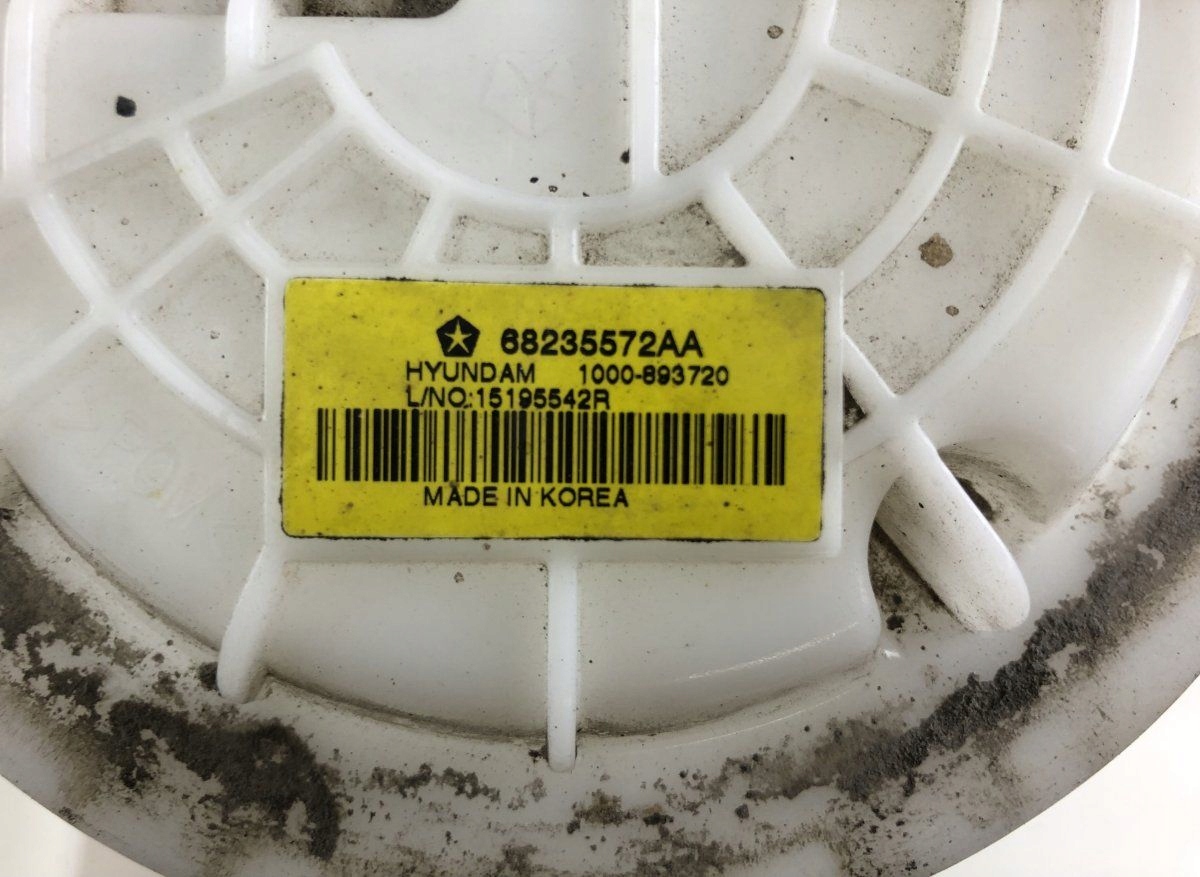 68235572AA
HYUNDAM 1000-893720
L/NO:15195542R
MADE IN KOREA